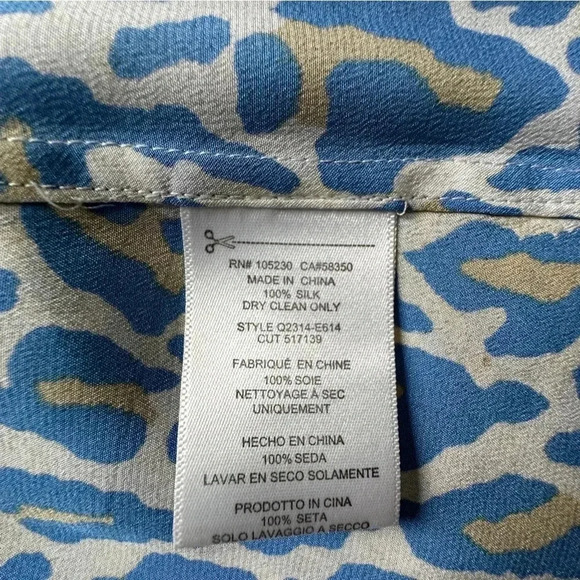 RN# 105230 CA#58350
MADE IN CHINA
100% SILK
DRY CLEAN ONLY
STYLE Q2314-E614
CUT 517139
FABRIQUÉ EN CHINE
100% SOIE
NETTOYAGE À SEC
UNIQUEMENT
HECHO EN CHINA
100% SEDA
LAVAR EN SECO SOLAMENTE
PRODOTTO IN CINA
100% SETA
SOLO LAVAGGIO A SECCO